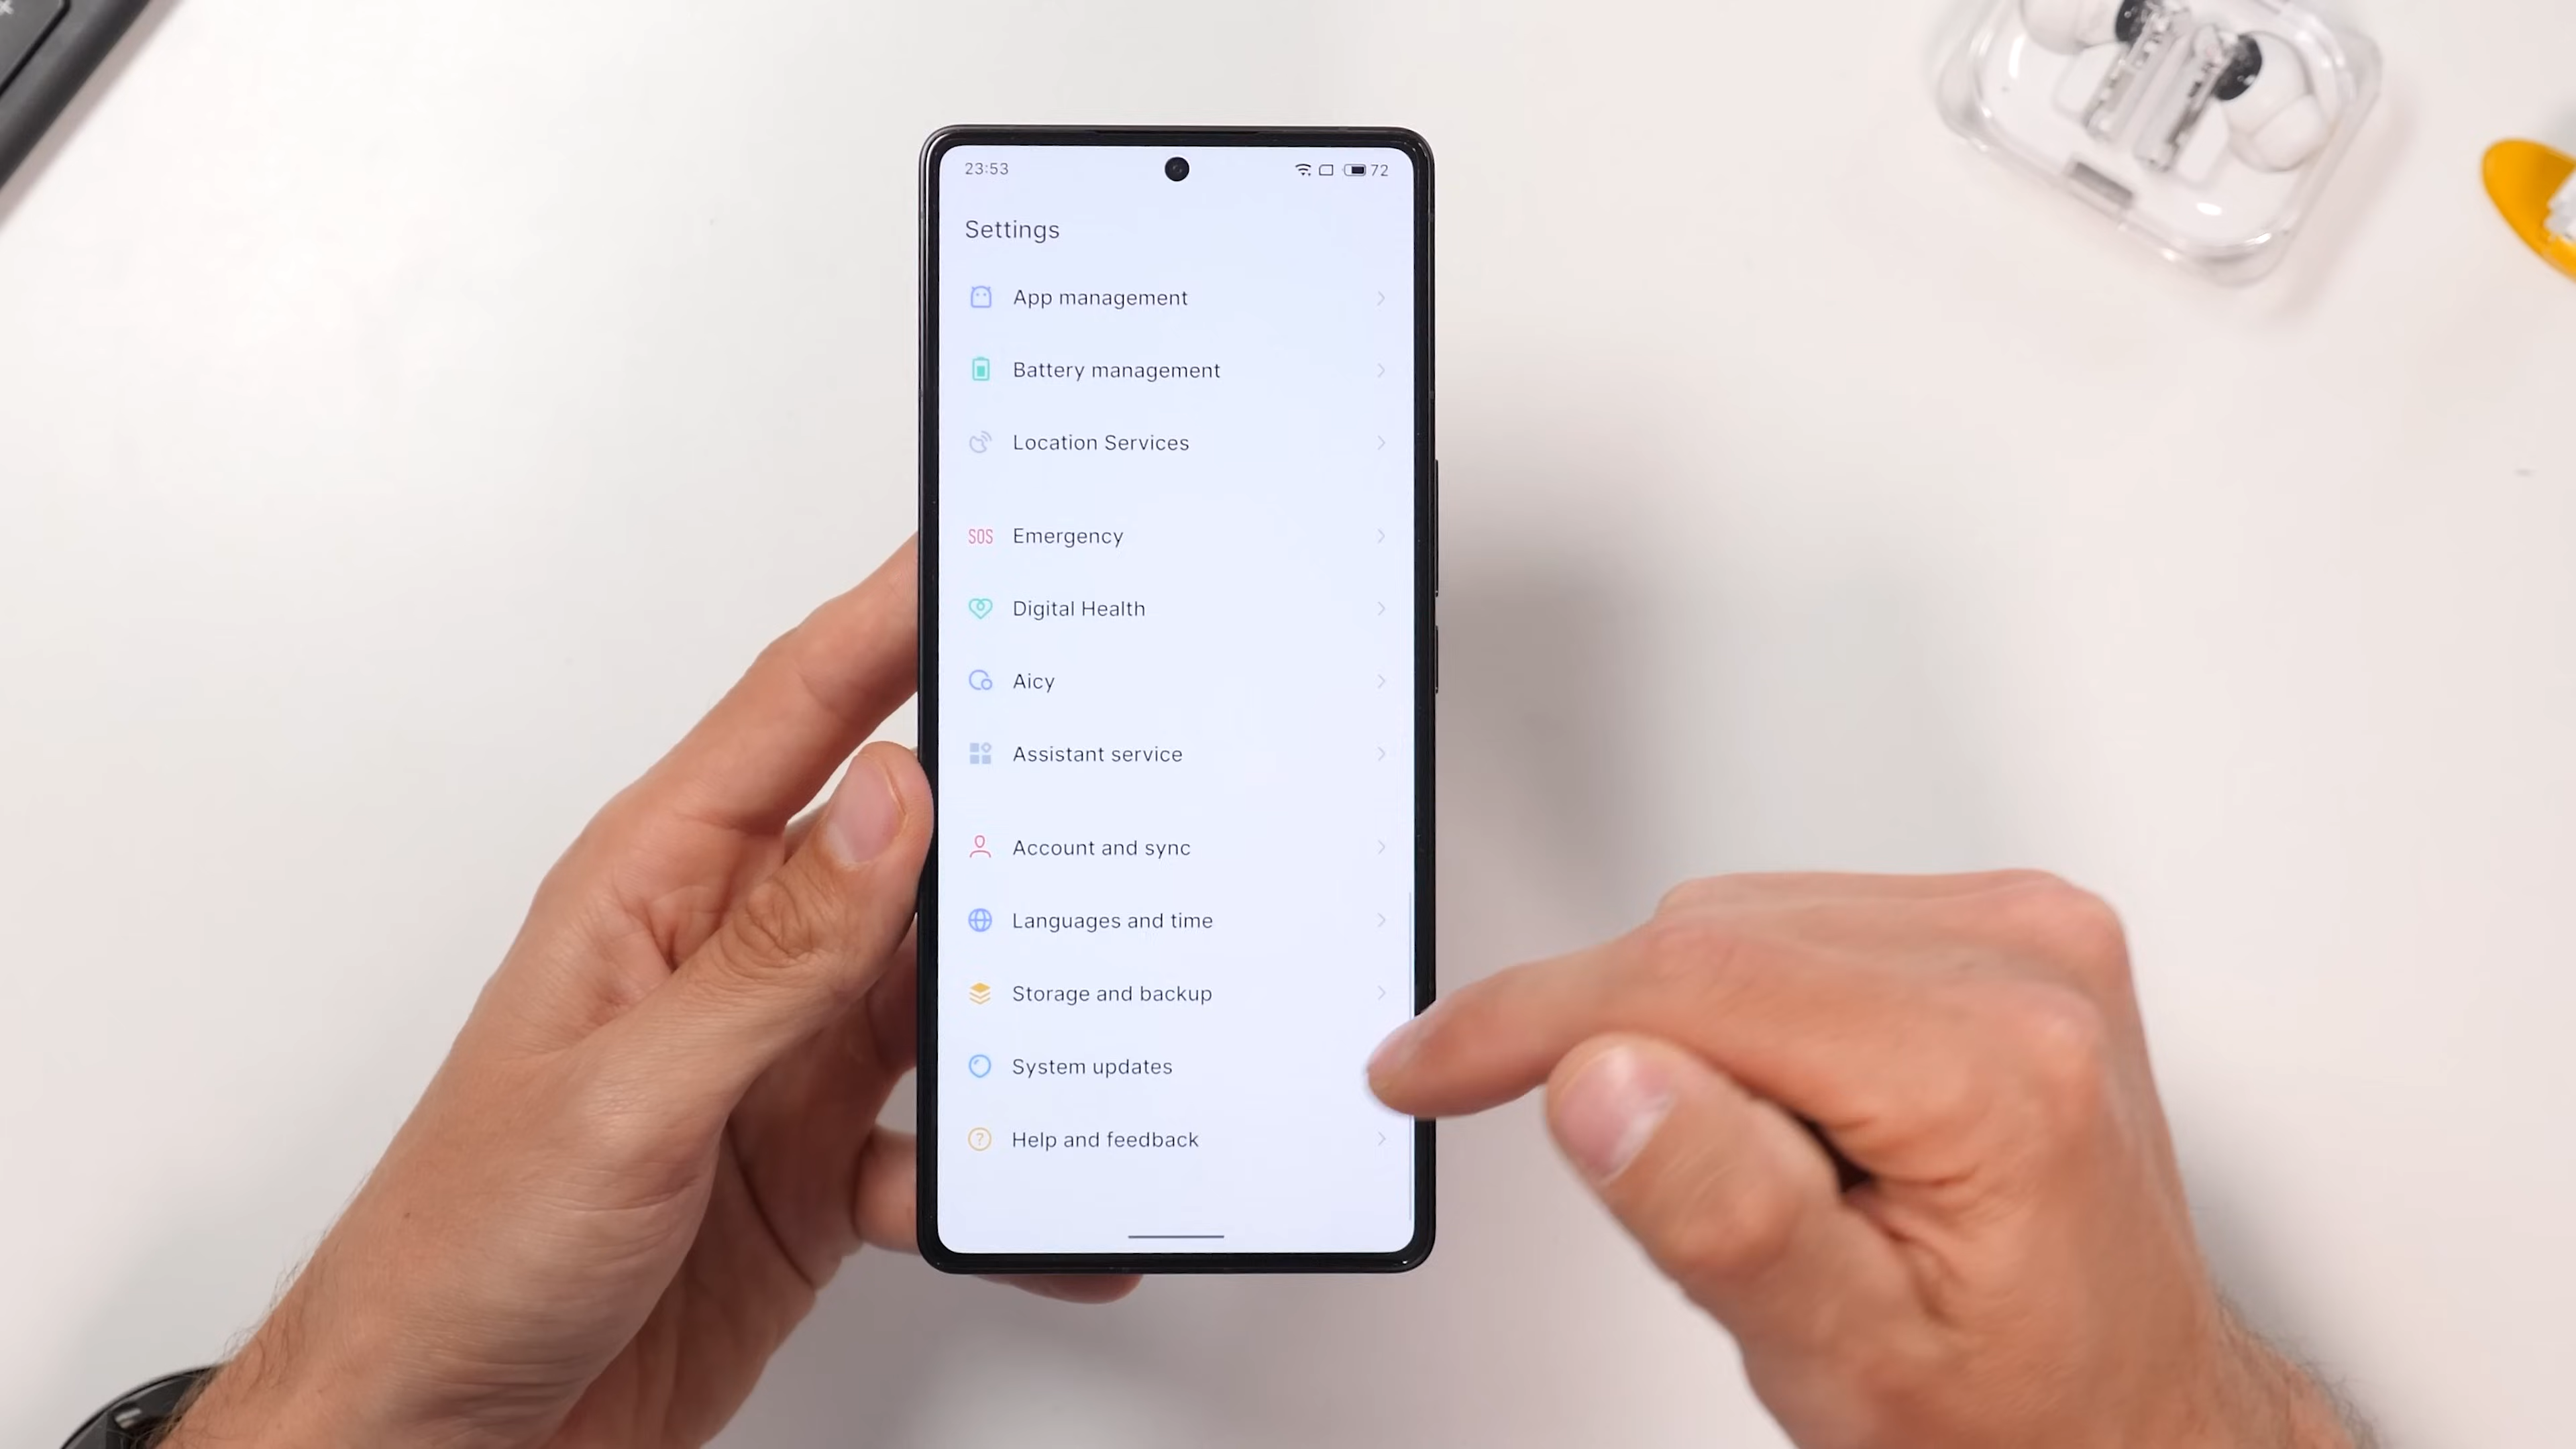 23:53
72
Settings
App management
Battery management
Location Services
SOS Emergency
Digital Health
Aicy
Assistant service
Account and sync
Languages and time
Storage and backup
System updates
? Help and feedback